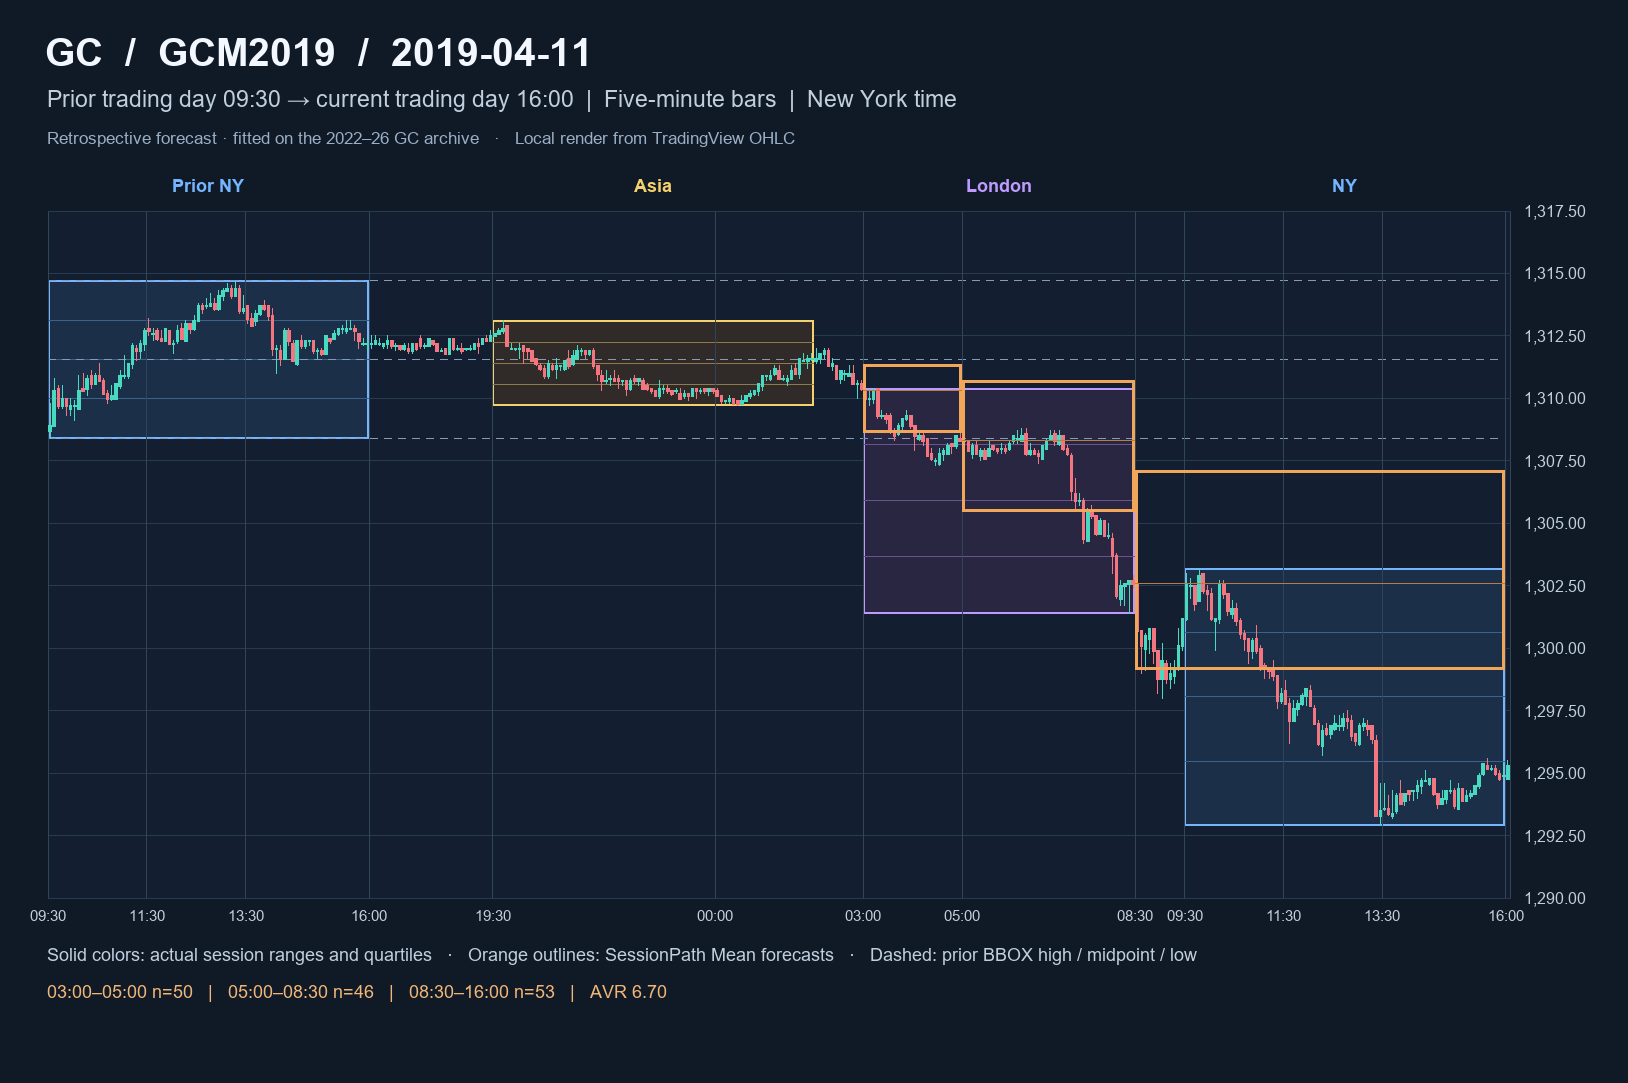 GC / GCM2019 / 2019-04-11
Prior trading day 09:30 → current trading day 16:00 | Five-minute bars | New York time
Retrospective forecast · fitted on the 2022–26 GC archive · Local render from TradingView OHLC
Prior NY Asia London NY
1,317.50
1,315.00
1,312.50
1,310.00
1,307.50
1,305.00
1,302.50
1,300.00
1,297.50
1,295.00
1,292.50
1,290.00
09:30 11:30 13:30 16:00 19:30 00:00 03:00 05:00 08:30 09:30 11:30 13:30 16:00
Solid colors: actual session ranges and quartiles · Orange outlines: SessionPath Mean forecasts · Dashed: prior BBOX high / midpoint / low
03:00–05:00 n=50 | 05:00–08:30 n=46 | 08:30–16:00 n=53 | AVR 6.70